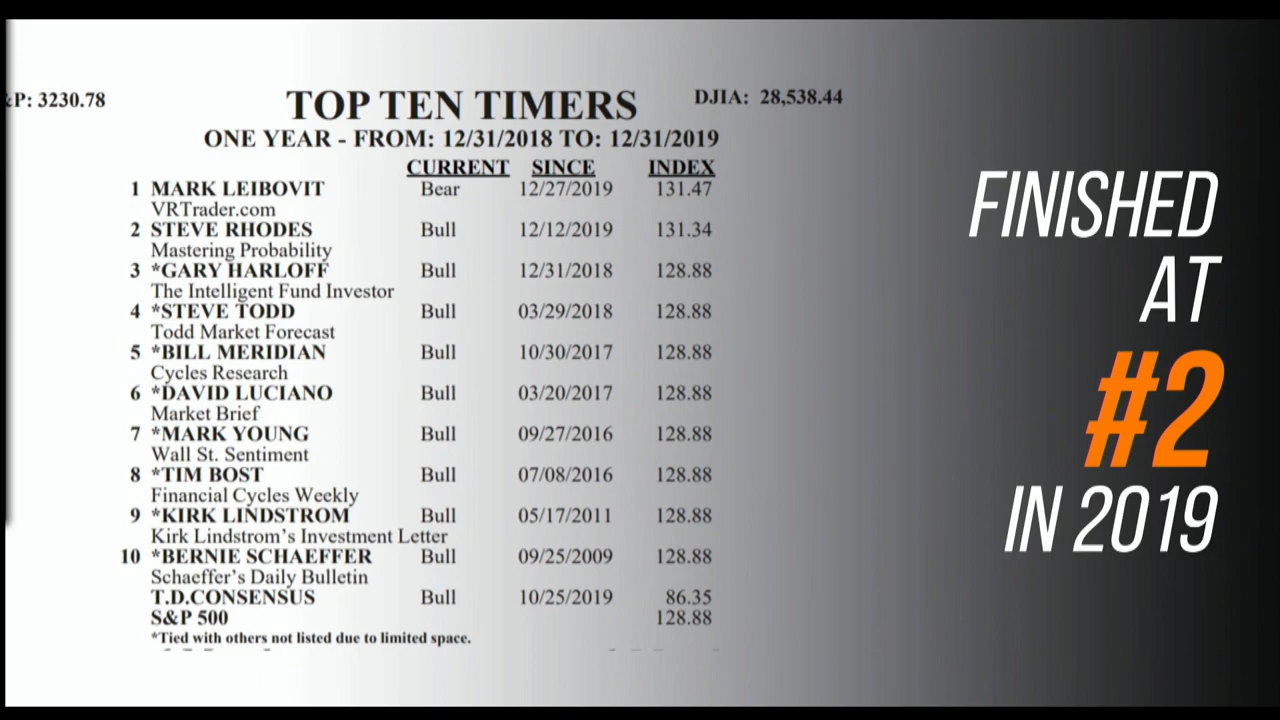 &P: 3230.78
TOP TEN TIMERS
DJIA: 28,538.44
ONE YEAR - FROM: 12/31/2018 TO: 12/31/2019
CURRENT SINCE INDEX
1 MARK LEIBOVIT Bear 12/27/2019 131.47
VRTrader.com
2 STEVE RHODES Bull 12/12/2019 131.34
Mastering Probability
3 *GARY HARLOFF Bull 12/31/2018 128.88
The Intelligent Fund Investor
4 *STEVE TODD Bull 03/29/2018 128.88
Todd Market Forecast
5 *BILL MERIDIAN Bull 10/30/2017 128.88
Cycles Research
6 *DAVID LUCIANO Bull 03/20/2017 128.88
Market Brief
7 *MARK YOUNG Bull 09/27/2016 128.88
Wall St. Sentiment
8 *TIM BOST Bull 07/08/2016 128.88
Financial Cycles Weekly
9 *KIRK LINDSTROM Bull 05/17/2011 128.88
Kirk Lindstrom's Investment Letter
10 *BERNIE SCHAEFFER Bull 09/25/2009 128.88
Schaeffer's Daily Bulletin
T.D.CONSENSUS Bull 10/25/2019 86.35
S&P 500 128.88
*Tied with others not listed due to limited space.
FINISHED
AT
#2
IN 2019